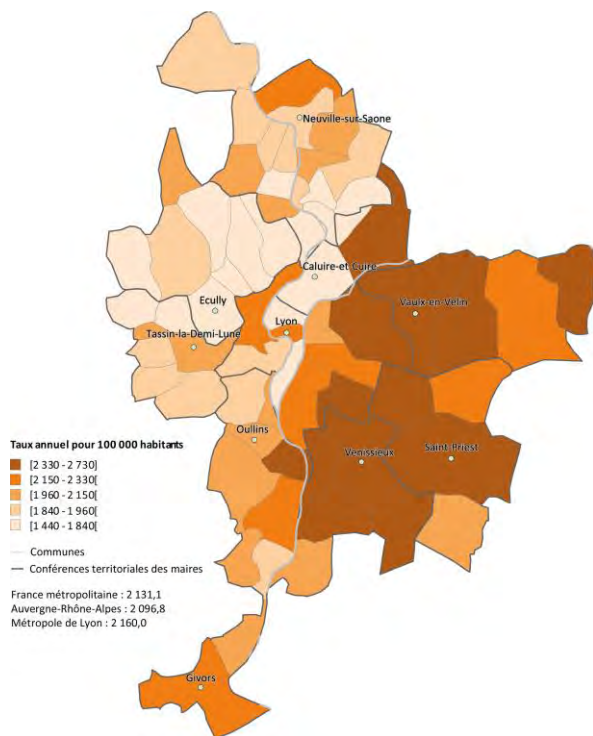 Neuville-sur-Saone
Caluire-et-Cuire
Ecully
Vaulx-en-Velin
Lyon
Tassin-la-Demi-Lune
Oullins
Vénissieux
Saint-Priest
Taux annuel pour 100 000 habitants
[2 330 - 2 730]
[2 150 - 2 330[
[1 960 - 2 150[
[1 840 - 1 960[
[1 440 - 1 840[
Communes
Conférences territoriales des maires
France métropolitaine : 2 131,1
Auvergne-Rhône-Alpes : 2 096,8
Métropole de Lyon : 2 160,0
Givors